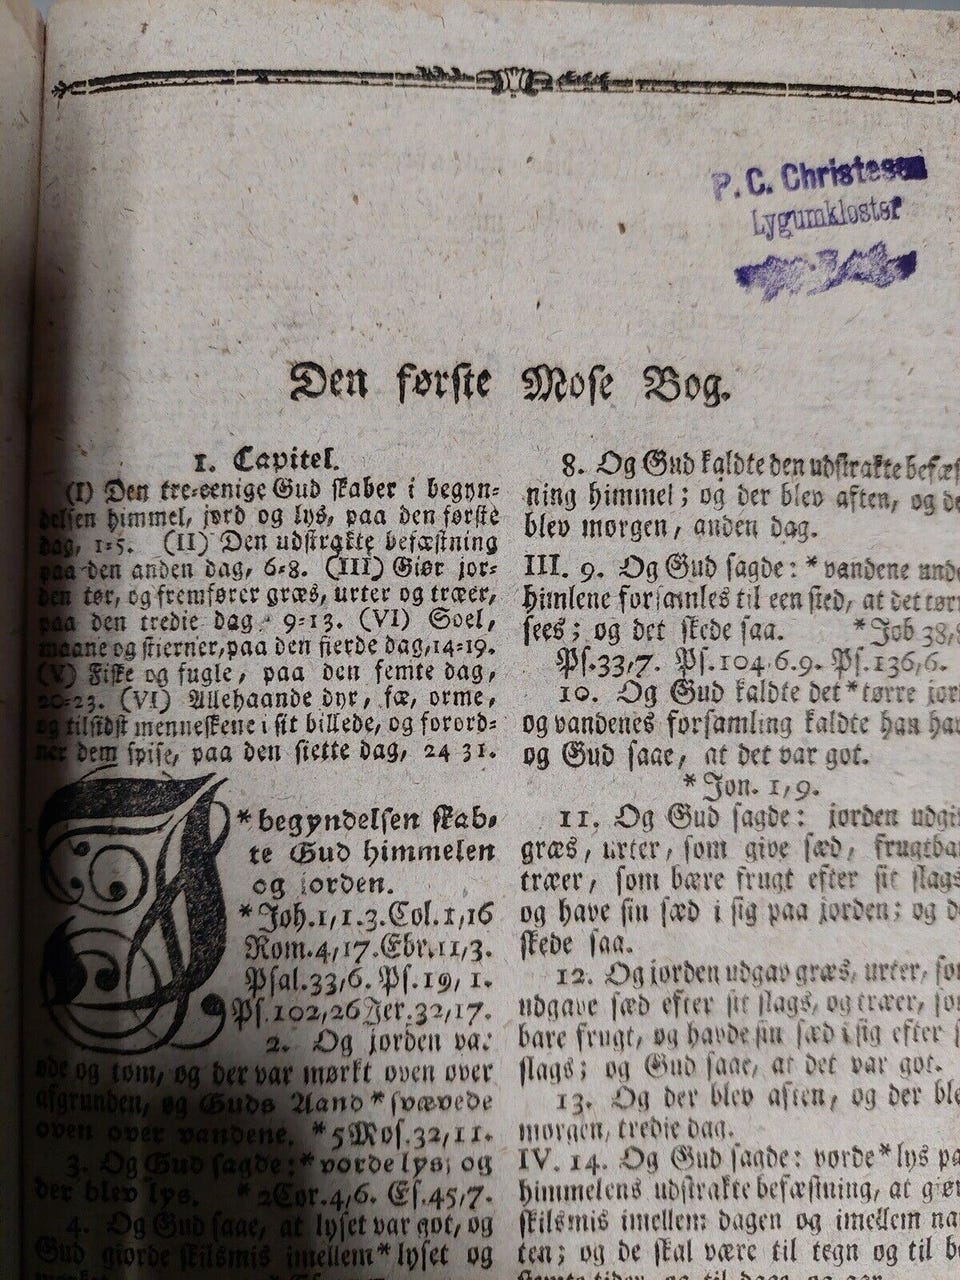 P. C. Christesen
Lygumkloster
Den første Mose Bog.
1. Capitel.
(I) Den tre-eenige Gud skaber i begyn-
delsen himmel, jord og lys, paa den første
dag, 1-5. (II) Den udstrakte befæstning
paa den anden dag, 6-8. (III) Giør jor-
den tør, og fremfører græs, urter og træer,
paa den tredie dag 9-13. (VI) Soel,
maane og stierner, paa den fierde dag, 14-19.
(V) Fiske og fugle, paa den femte dag,
20-23. (VI) Allehaande dyr, fæ, orme,
og tilsidst menneskene i sit billede, og forord-
ner dem spise, paa den siette dag, 24 31.
I * begyndelsen skab-
te Gud himmelen
og jorden.
* Joh. 1, 1. 3. Col. 1, 16
Rom. 4, 17. Ebr. 11, 3.
Psal. 33, 6. Ps. 19, 1.
Ps. 102, 26 Jer. 32, 17.
2. Og jorden var
øde og tom, og der var mørkt oven over
afgrunden, og Guds Aand * svævede
oven over vandene. * 5 Mos. 32, 11.
3. Og Gud sagde: * vorde lys; og
der blev lys. * 2 Cor. 4, 6. Es. 45, 7.
4. Og Gud saae, at lyset var got, og
Gud giorde skilsmis imellem * lyset og
8. Og Gud kaldte den udstrakte befæs
ning himmel; og der blev aften, og de
blev morgen, anden dag.
III. 9. Og Gud sagde: * vandene unde
himlene forsamles til een sted, at det tør
sees; og det skede saa. * Job 38, 8
Ps. 33, 7. Ps. 104. 6. 9. Ps. 136, 6.
10. Og Gud kaldte det * tørre jor
og vandenes forsamling kaldte han hav
og Gud saae, at det var got.
* Jon. 1, 9.
11. Og Gud sagde: jorden udgi
græs, urter, som give sæd, frugtba
træer, som bære frugt efter sit slags
og have sin sæd i sig paa jorden; og d
skede saa.
12. Og jorden udgav græs, urter, so
udgave sæd efter sit slags, og træer, so
bare frugt, og havde sin sæd i sig efter s
slags; og Gud saae, at det var got.
13. Og der blev aften, og der ble
morgen, tredie dag.
IV. 14. Og Gud sagde: vorde * lys pa
himmelens udstrakte befæstning, at giør
skilsmis imellem dagen og imellem na
ten; og de skal være til tegn og til b